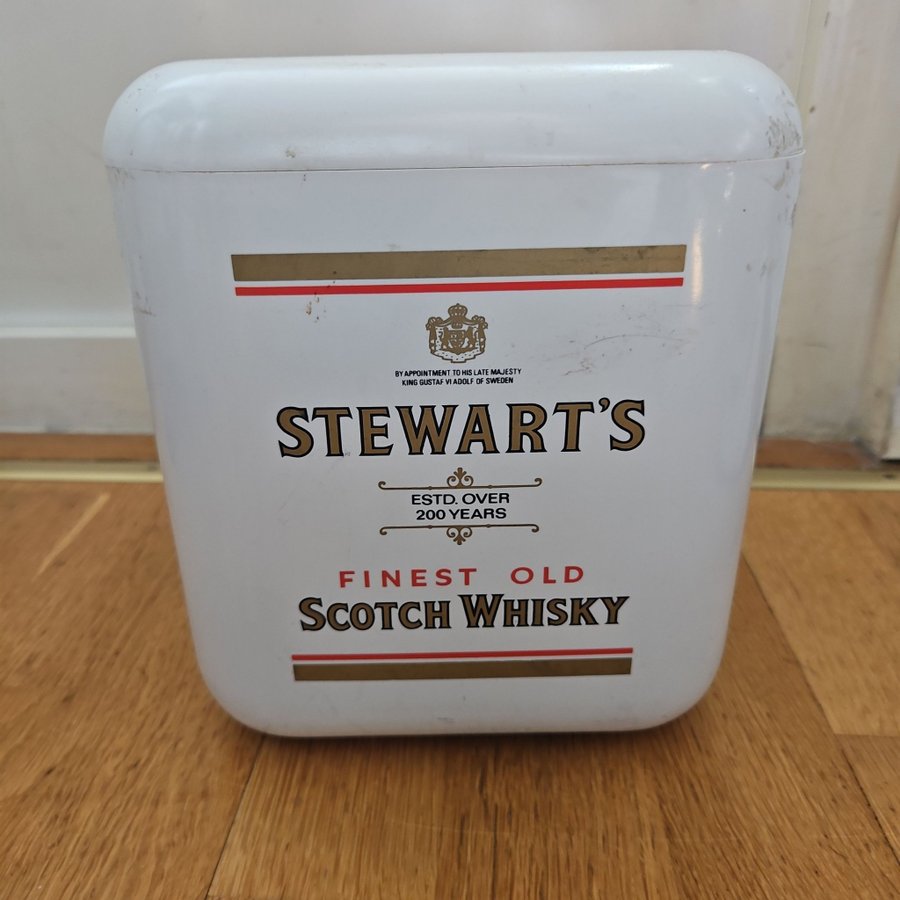 BY APPOINTMENT TO HIS LATE MAJESTY
KING GUSTAF VI ADOLF OF SWEDEN
STEWART'S
ESTD. OVER
200 YEARS
FINEST OLD
SCOTCH WHISKY